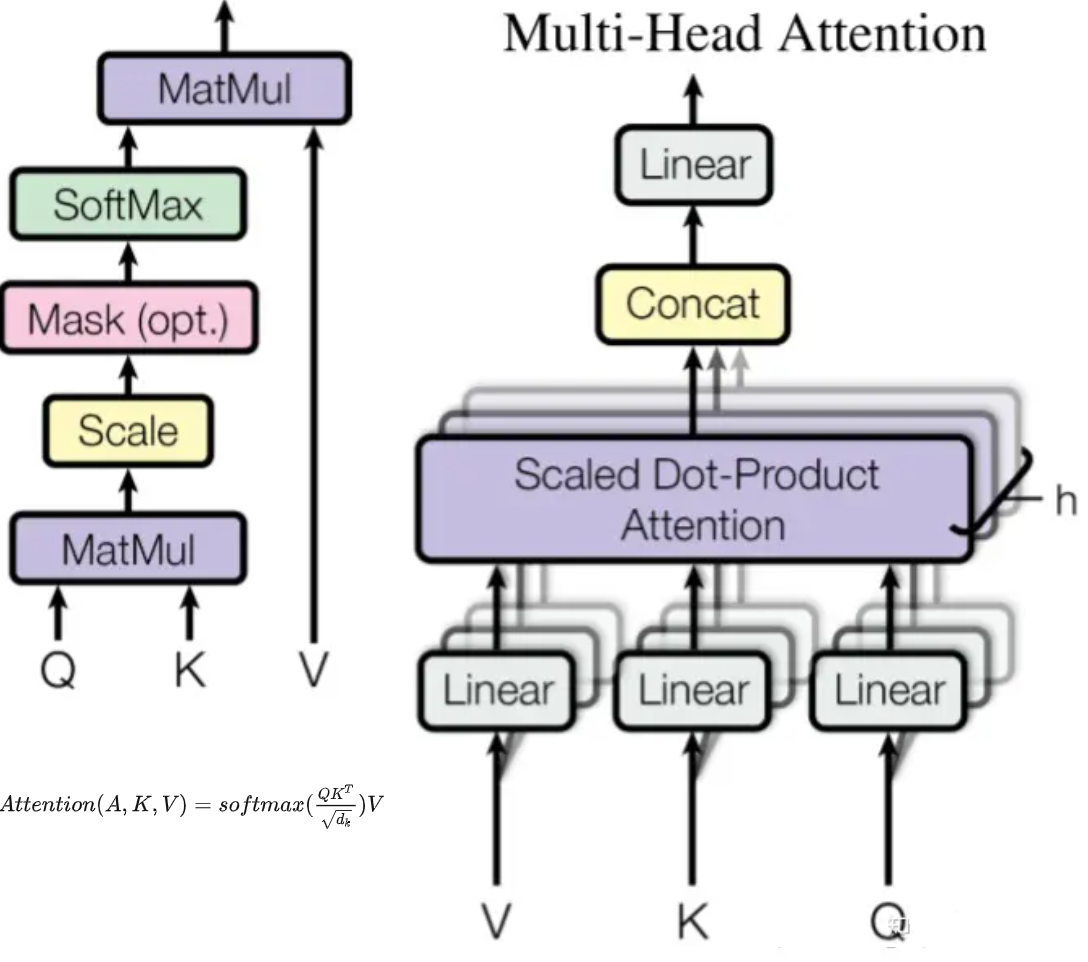 MatMul
SoftMax
Mask (opt.)
Scale
MatMul
Q K V
Attention(A, K, V) = softmax(\frac{QK^T}{\sqrt{d_k}})V
Multi-Head Attention
Linear
Concat
Scaled Dot-Product
Attention
h
Linear Linear Linear
V K Q
知